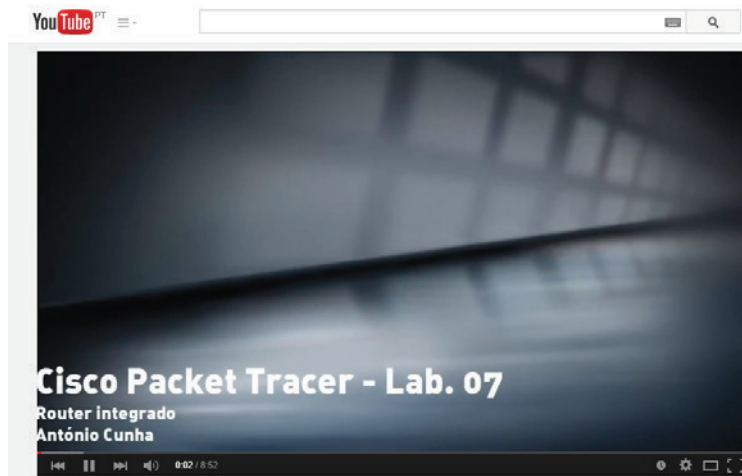 YouTube PT
Cisco Packet Tracer - Lab. 07
Router integrado
António Cunha
0:02 / 8:52